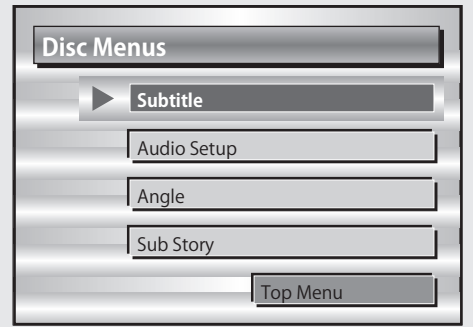 Disc Menus
Subtitle
Audio Setup
Angle
Sub Story
Top Menu